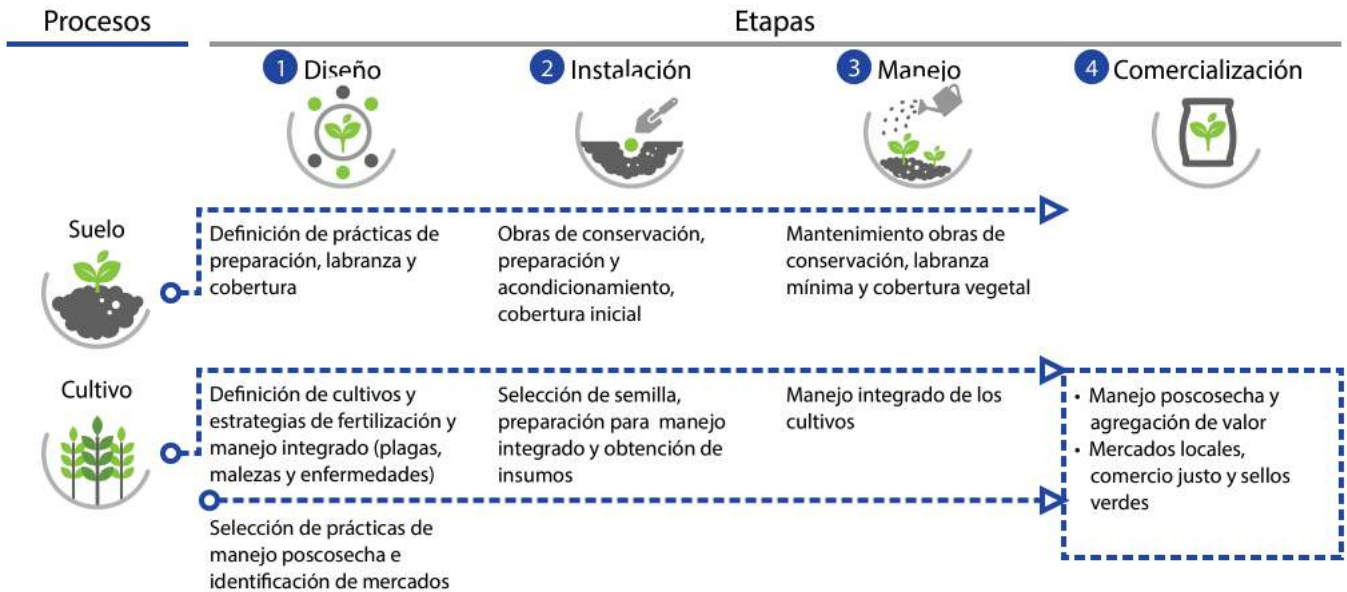 Procesos
Etapas
1 Diseño
2 Instalación
3 Manejo
4 Comercialización
Suelo
Definición de prácticas de
preparación, labranza y
cobertura
Obras de conservación,
preparación y
acondicionamiento,
cobertura inicial
Mantenimiento obras de
conservación, labranza
mínima y cobertura vegetal
Cultivo
Definición de cultivos y
estrategias de fertilización y
manejo integrado (plagas,
malezas y enfermedades)
Selección de semilla,
preparación para manejo
integrado y obtención de
insumos
Manejo integrado de los
cultivos
• Manejo poscosecha y
agregación de valor
• Mercados locales,
comercio justo y sellos
verdes
Selección de prácticas de
manejo poscosecha e
identificación de mercados